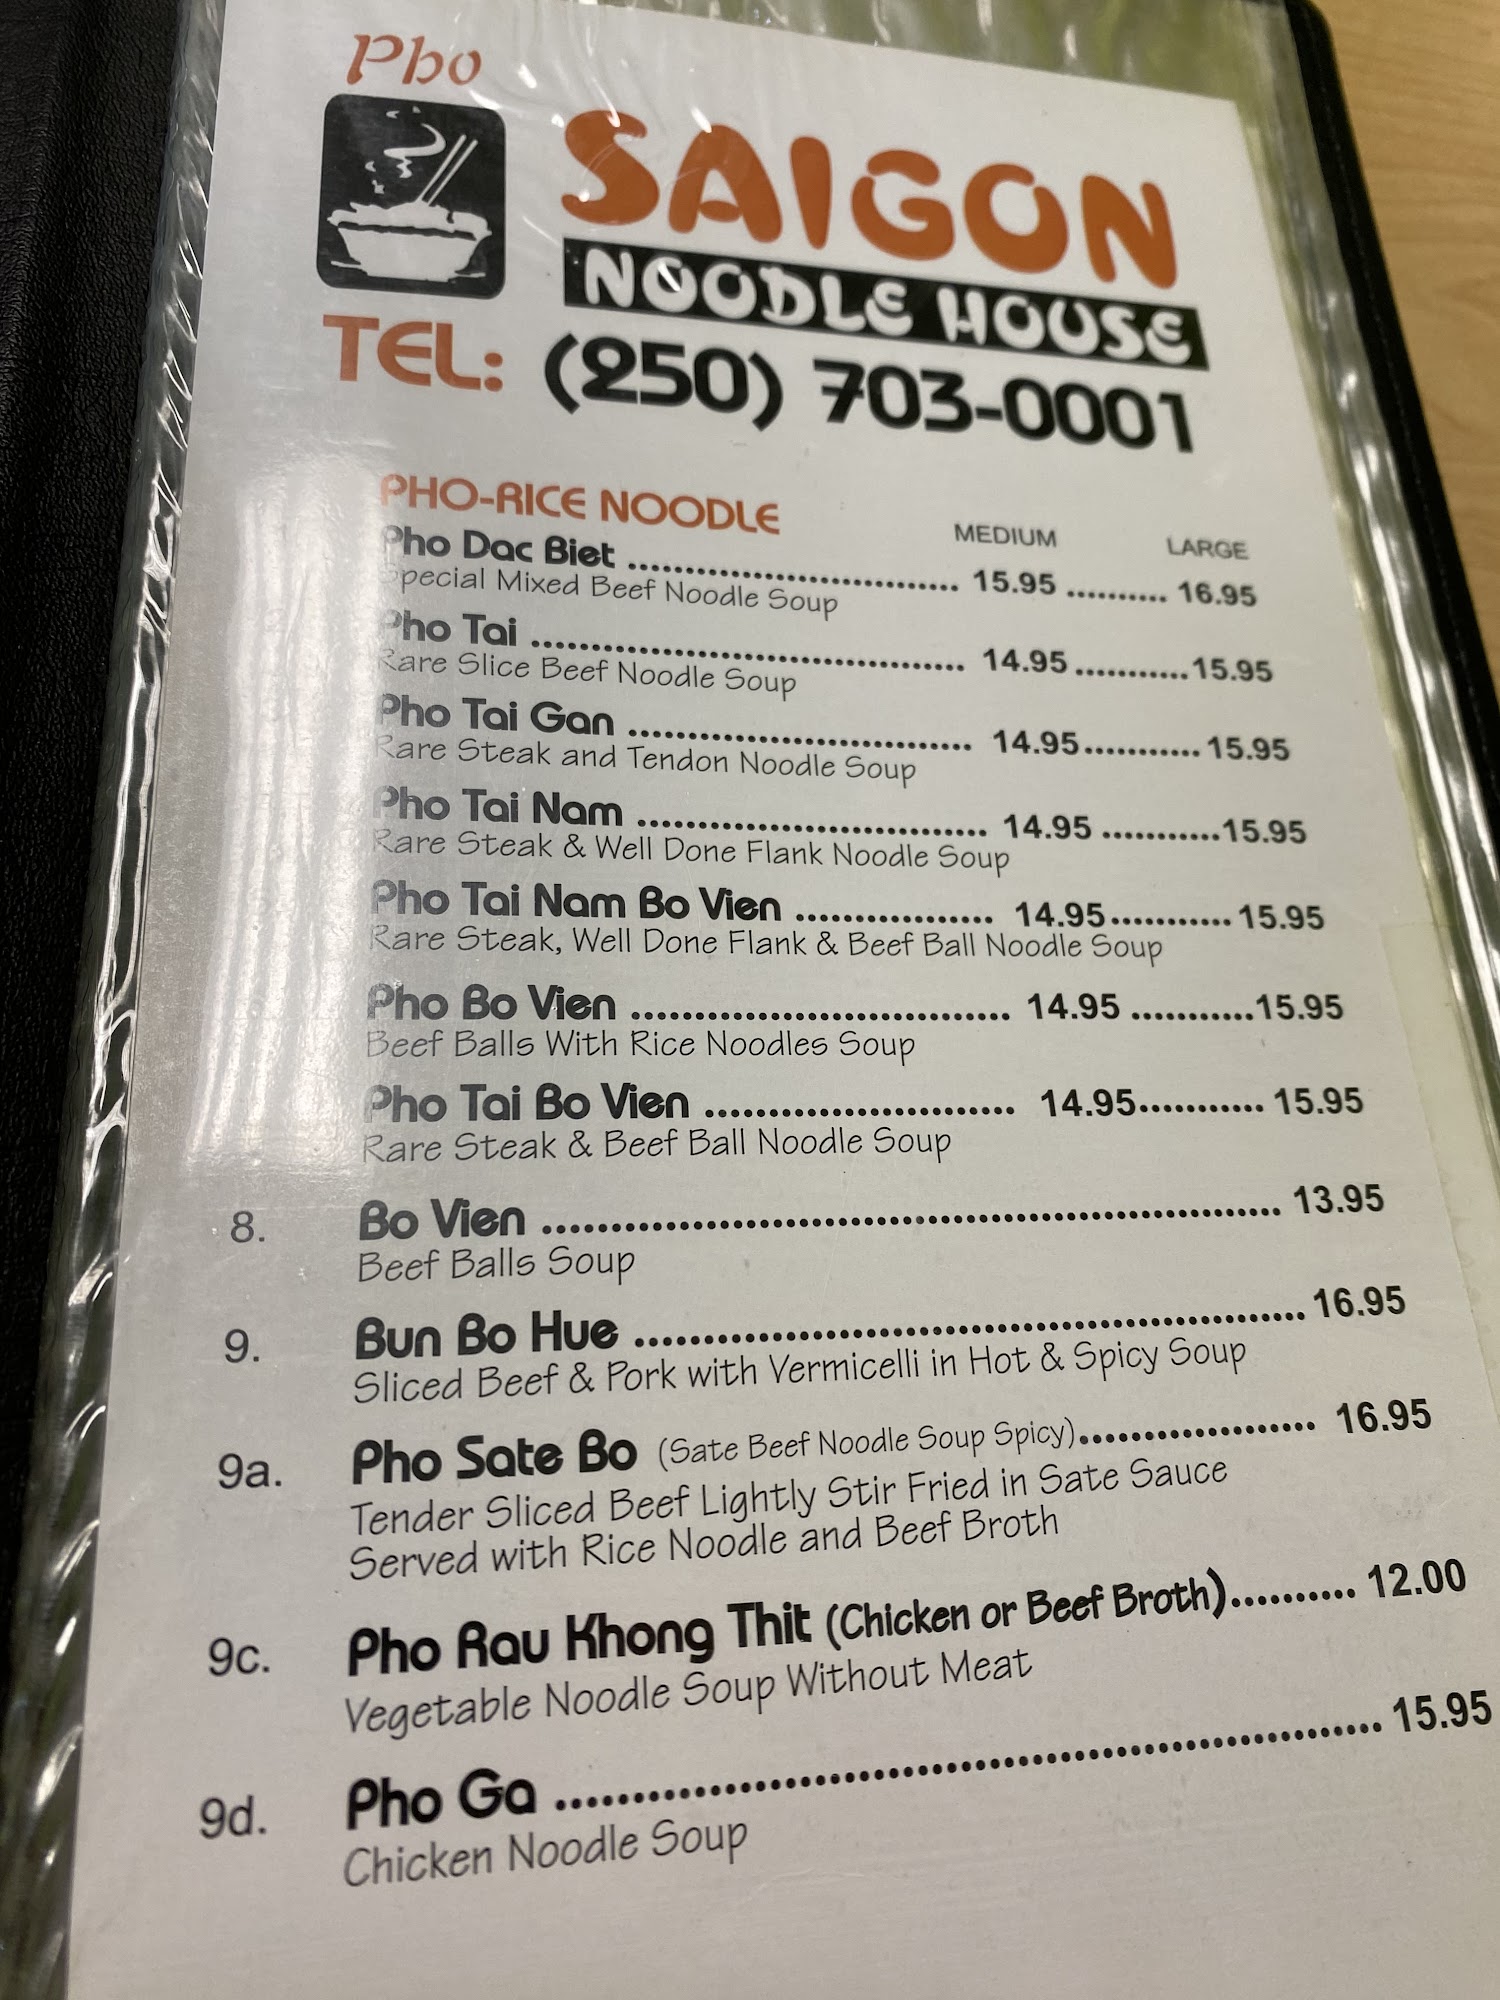 Pho
SAIGON
NOODLE HOUSE
TEL: (250) 703-0001
PHO-RICE NOODLE
MEDIUM LARGE
Pho Dac Biet ........................................ 15.95 .......... 16.95
Special Mixed Beef Noodle Soup
Pho Tai ........................................ 14.95 ........... 15.95
Rare Slice Beef Noodle Soup
Pho Tai Gan ................................ 14.95 ........... 15.95
Rare Steak and Tendon Noodle Soup
Pho Tai Nam ................................ 14.95 ........... 15.95
Rare Steak & Well Done Flank Noodle Soup
Pho Tai Nam Bo Vien ................. 14.95 ........... 15.95
Rare Steak, Well Done Flank & Beef Ball Noodle Soup
Pho Bo Vien ................................ 14.95 ........... 15.95
Beef Balls With Rice Noodles Soup
Pho Tai Bo Vien ......................... 14.95 ........... 15.95
Rare Steak & Beef Ball Noodle Soup
8. Bo Vien ........................................................ 13.95
Beef Balls Soup
9. Bun Bo Hue ................................................ 16.95
Sliced Beef & Pork with Vermicelli in Hot & Spicy Soup
9a. Pho Sate Bo (Sate Beef Noodle Soup Spicy) ................... 16.95
Tender Sliced Beef Lightly Stir Fried in Sate Sauce
Served with Rice Noodle and Beef Broth
9c. Pho Rau Khong Thit (Chicken or Beef Broth) .......... 12.00
Vegetable Noodle Soup Without Meat
9d. Pho Ga ........................................................ 15.95
Chicken Noodle Soup